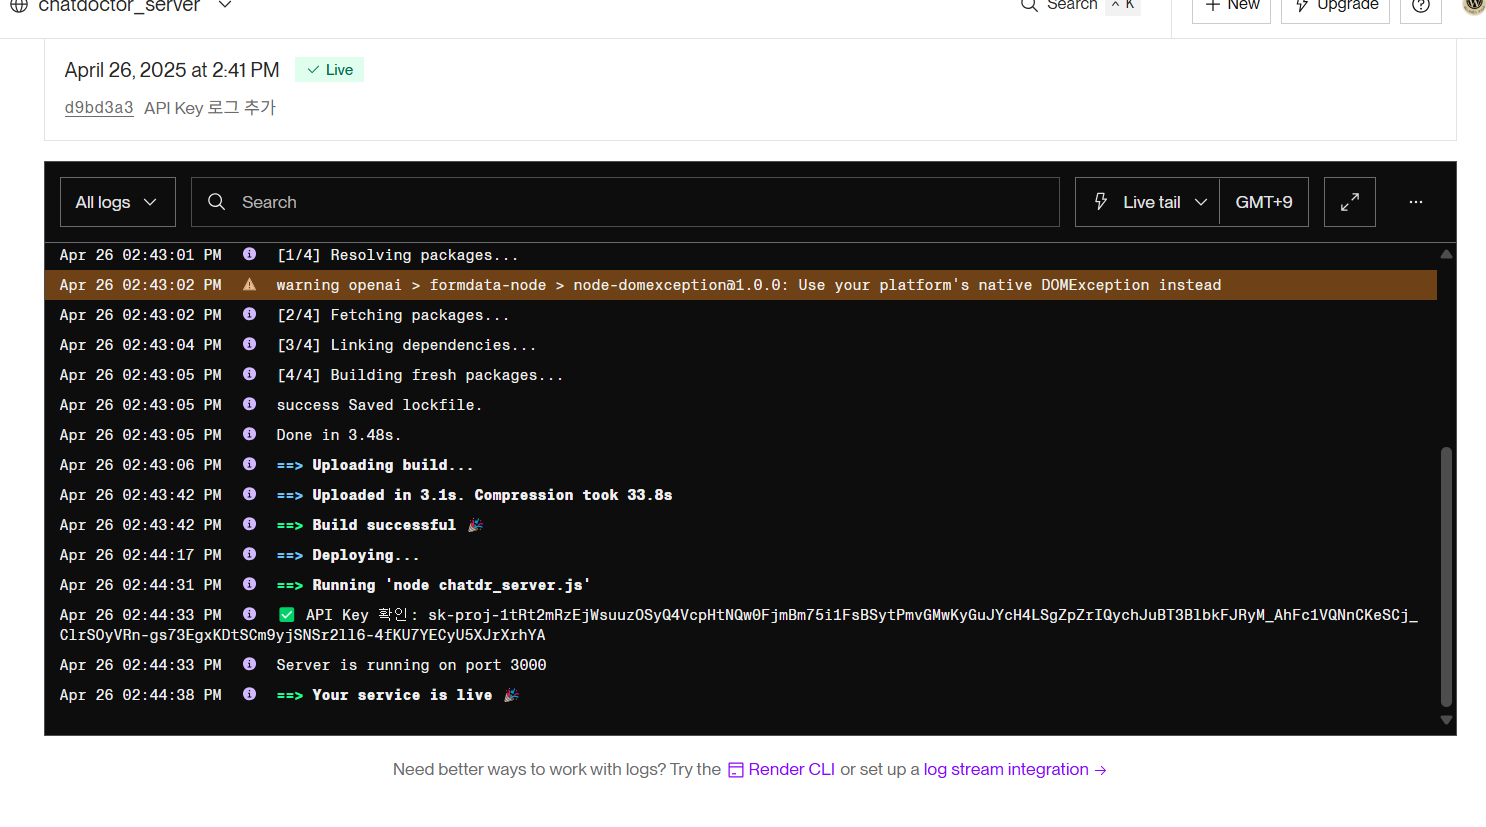 chatdoctor_server
Search ^ K
+ New
Upgrade
April 26, 2025 at 2:41 PM Live
d9bd3a3 API Key 로그 추가
All logs
Search
Live tail
GMT+9
...
Apr 26 02:43:01 PM [1/4] Resolving packages...
Apr 26 02:43:02 PM warning openai > formdata-node > node-domexception@1.0.0: Use your platform's native DOMException instead
Apr 26 02:43:02 PM [2/4] Fetching packages...
Apr 26 02:43:04 PM [3/4] Linking dependencies...
Apr 26 02:43:05 PM [4/4] Building fresh packages...
Apr 26 02:43:05 PM success Saved lockfile.
Apr 26 02:43:05 PM Done in 3.48s.
Apr 26 02:43:06 PM ==> Uploading build...
Apr 26 02:43:42 PM ==> Uploaded in 3.1s. Compression took 33.8s
Apr 26 02:43:42 PM ==> Build successful 🎉
Apr 26 02:44:17 PM ==> Deploying...
Apr 26 02:44:31 PM ==> Running 'node chatdr_server.js'
Apr 26 02:44:33 PM ✅ API Key 확인:
Apr 26 02:44:33 PM Server is running on port 3000
Apr 26 02:44:38 PM ==> Your service is live 🎉
Need better ways to work with logs? Try the Render CLI or set up a log stream integration →